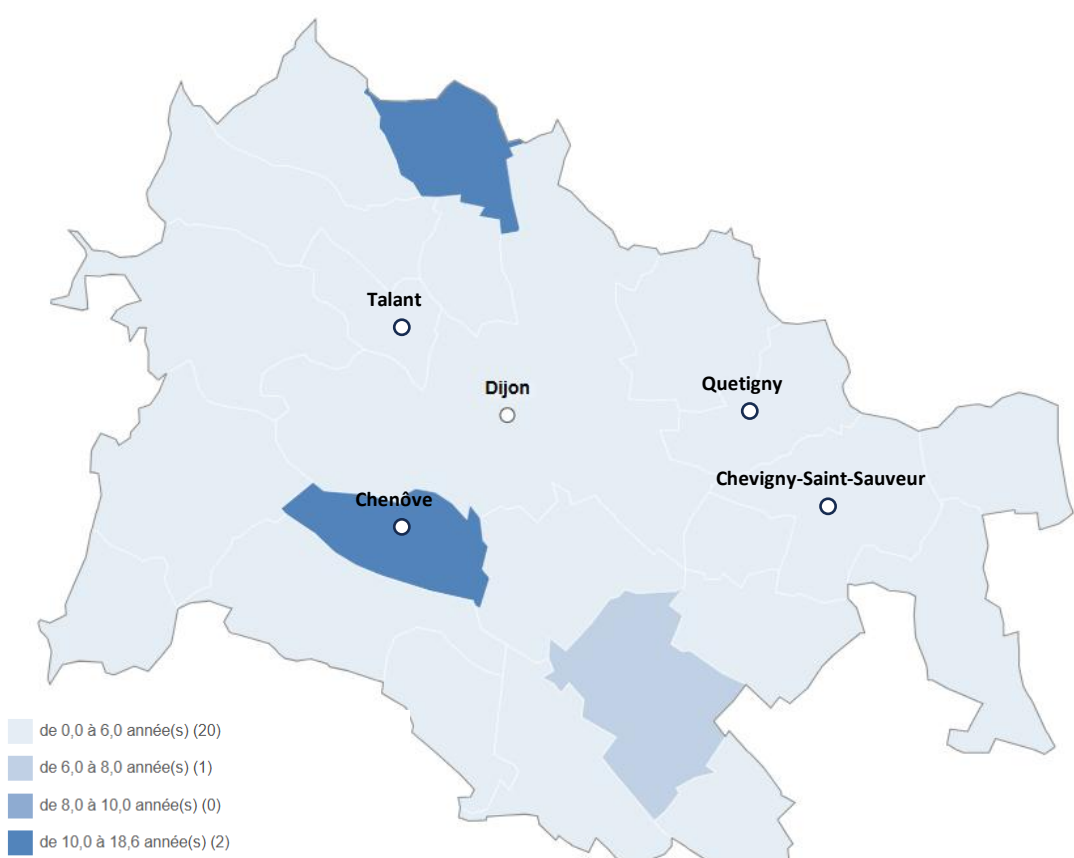 Talant
Dijon
Quetigny
Chevigny-Saint-Sauveur
Chenôve
de 0,0 à 6,0 année(s) (20)
de 6,0 à 8,0 année(s) (1)
de 8,0 à 10,0 année(s) (0)
de 10,0 à 18,6 année(s) (2)